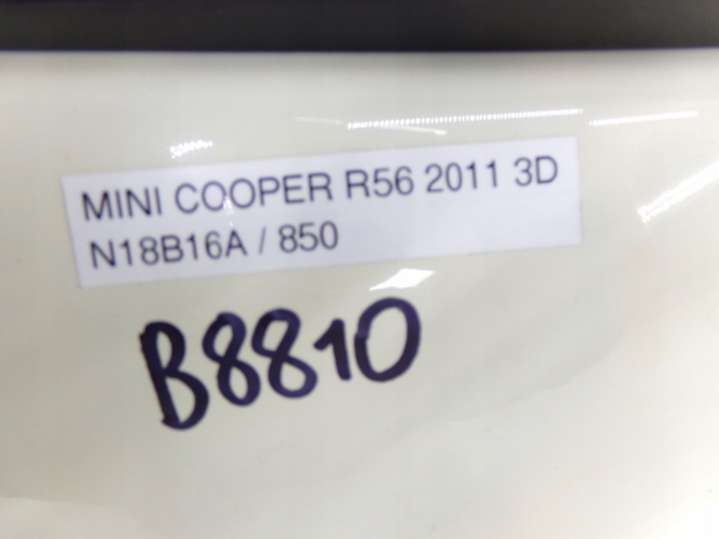 MINI COOPER R56 2011 3D
N18B16A / 850
B8810